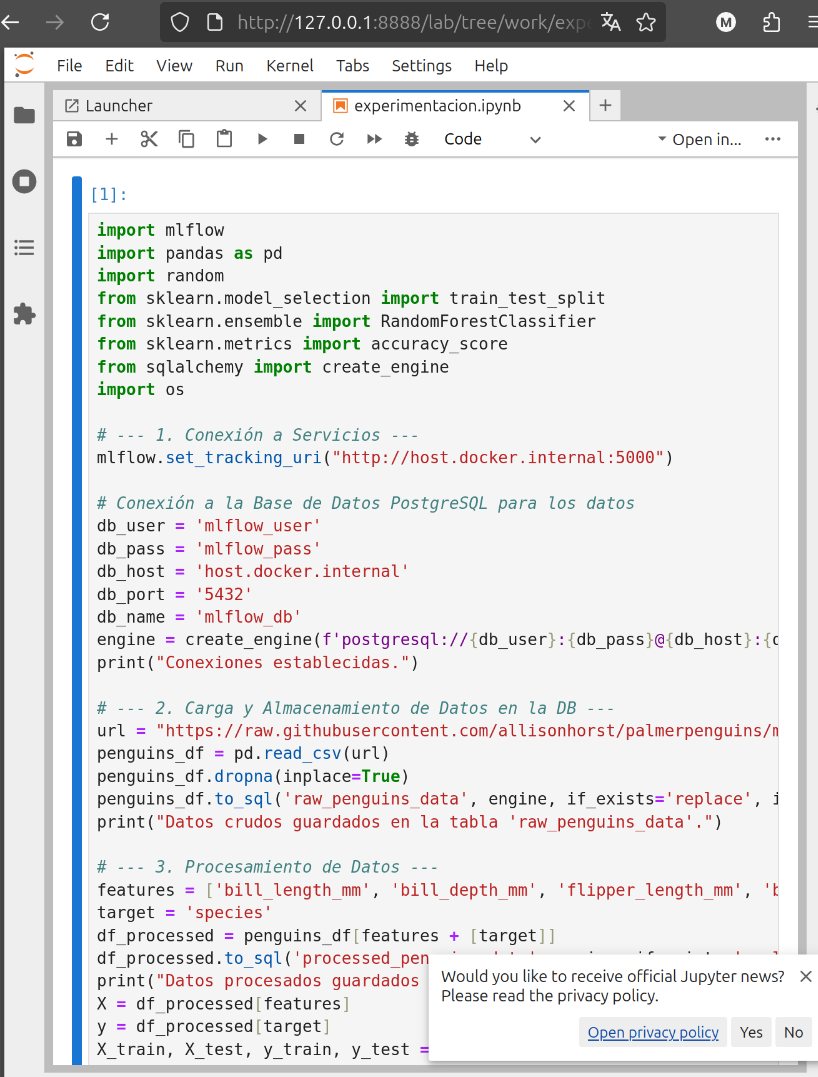 http://127.0.0.1:8888/lab/tree/work/exp
M
File Edit View Run Kernel Tabs Settings Help
Launcher
experimentacion.ipynb
Code
Open in...
[1]:
import mlflow
import pandas as pd
import random
from sklearn.model_selection import train_test_split
from sklearn.ensemble import RandomForestClassifier
from sklearn.metrics import accuracy_score
from sqlalchemy import create_engine
import os
# --- 1. Conexión a Servicios ---
mlflow.set_tracking_uri("http://host.docker.internal:5000")
# Conexión a la Base de Datos PostgreSQL para los datos
db_user = 'mlflow_user'
db_pass = 'mlflow_pass'
db_host = 'host.docker.internal'
db_port = '5432'
db_name = 'mlflow_db'
engine = create_engine(f'postgresql://{db_user}:{db_pass}@{db_host}:{
print("Conexiones establecidas.")
# --- 2. Carga y Almacenamiento de Datos en la DB ---
url = "https://raw.githubusercontent.com/allisonhorst/palmerpenguins/
penguins_df = pd.read_csv(url)
penguins_df.dropna(inplace=True)
penguins_df.to_sql('raw_penguins_data', engine, if_exists='replace',
print("Datos crudos guardados en la tabla 'raw_penguins_data'.")
# --- 3. Procesamiento de Datos ---
features = ['bill_length_mm', 'bill_depth_mm', 'flipper_length_mm', '
target = 'species'
df_processed = penguins_df[features + [target]]
df_processed.to_sql('processed_pen
print("Datos procesados guardados
X = df_processed[features]
y = df_processed[target]
X_train, X_test, y_train, y_test =
Would you like to receive official Jupyter news?
Please read the privacy policy.
Open privacy policy Yes No